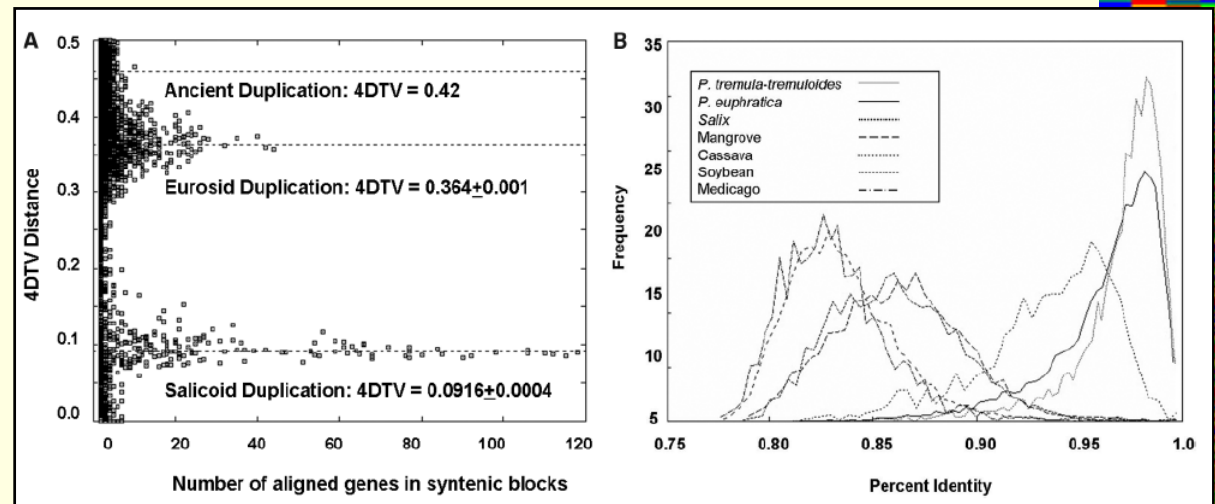 A
0.5
0.4
0.3
0.2
0.1
0.0
4DTV Distance
Ancient Duplication: 4DTV = 0.42
Eurosid Duplication: 4DTV = 0.364±0.001
Salicoid Duplication: 4DTV = 0.0916±0.0004
0 20 40 60 80 100 120
Number of aligned genes in syntenic blocks
B
35
30
25
20
15
10
5
Frequency
P. tremula-tremuloides
P. euphratica
Salix
Mangrove
Cassava
Soybean
Medicago
0.75 0.80 0.85 0.90 0.95 1.0
Percent Identity